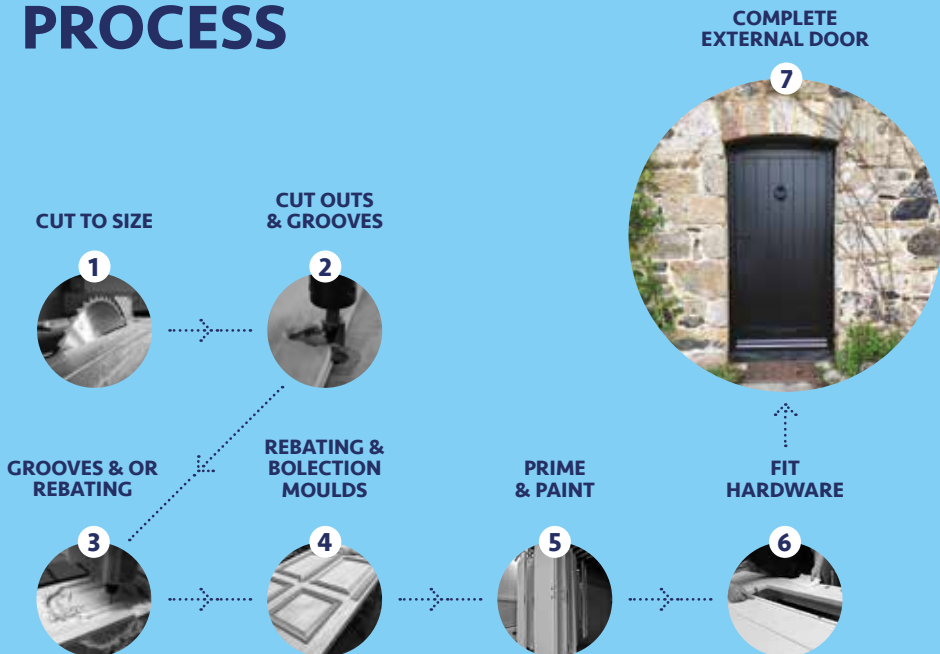 PROCESS
COMPLETE
EXTERNAL DOOR
7
CUT TO SIZE
1
CUT OUTS
& GROOVES
2
GROOVES & OR
REBATING
3
REBATING &
BOLECTION
MOULDS
4
PRIME
& PAINT
5
FIT
HARDWARE
6